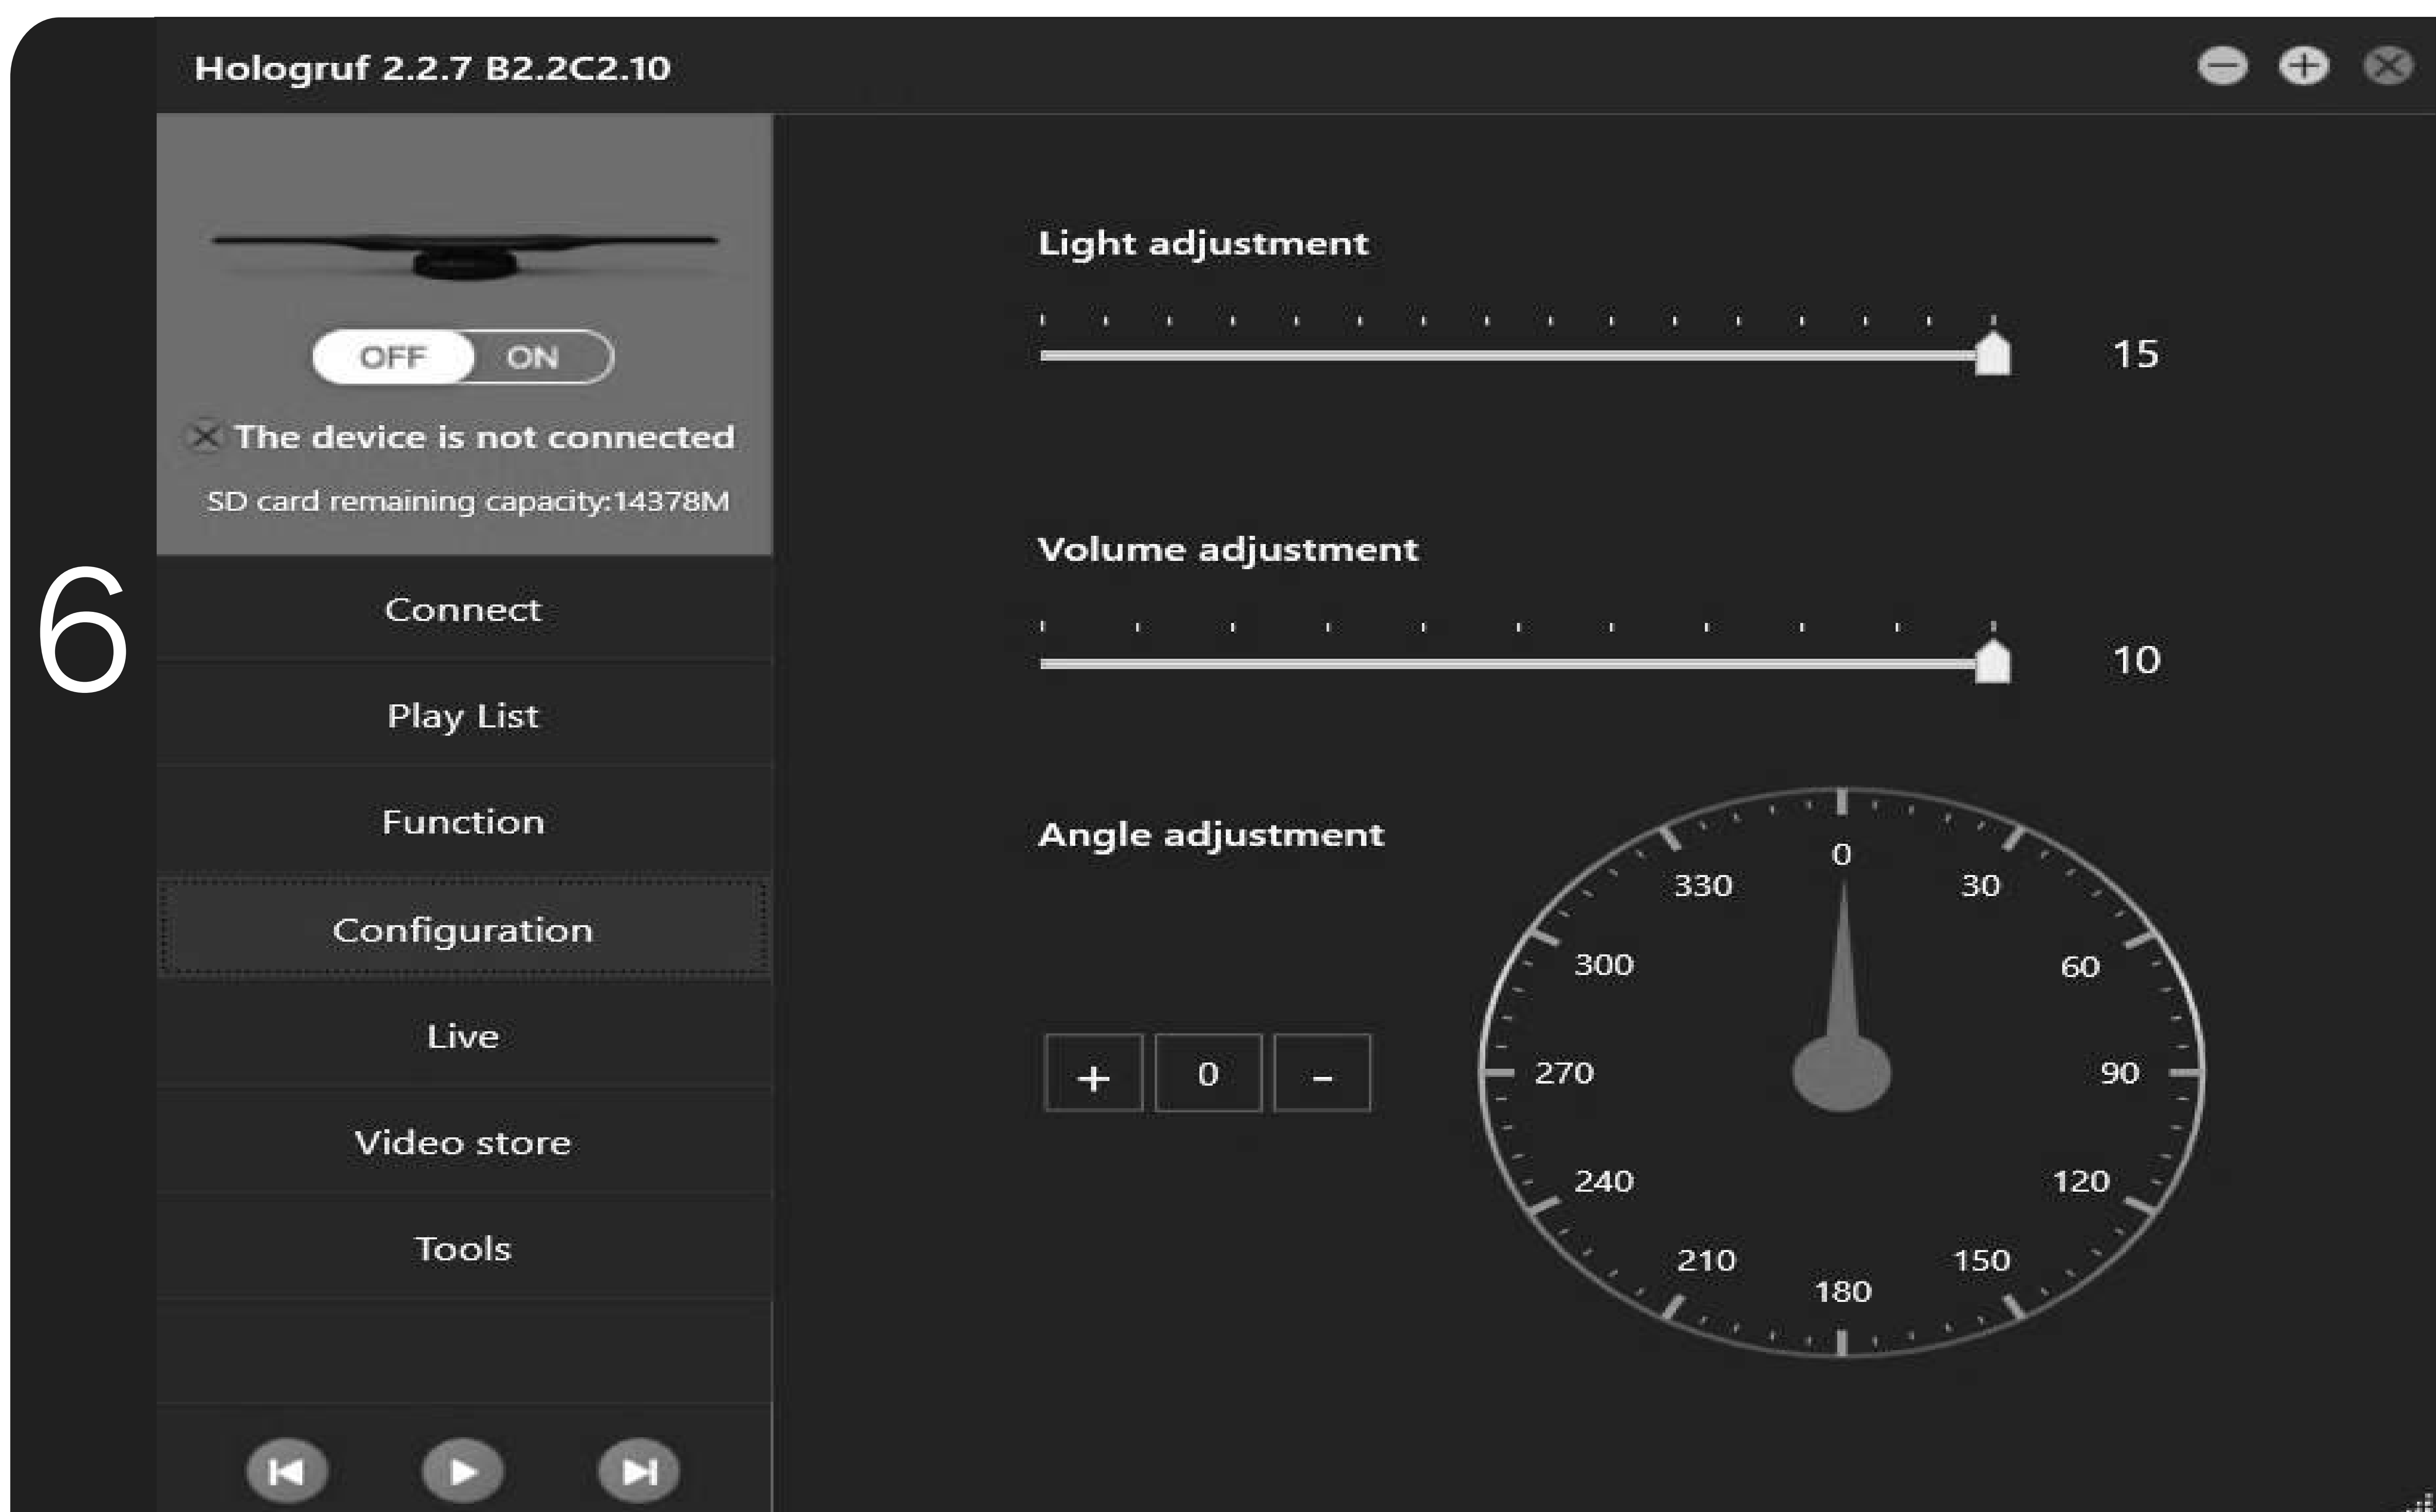 Hologruf 2.2.7 B2.2C2.10
OFF ON
The device is not connected
SD card remaining capacity:14378M
6
Connect
Play List
Function
Configuration
Live
Video store
Tools
Light adjustment
15
Volume adjustment
10
Angle adjustment
+ 0 -
0
330 30
300 60
270 90
240 120
210 150
180